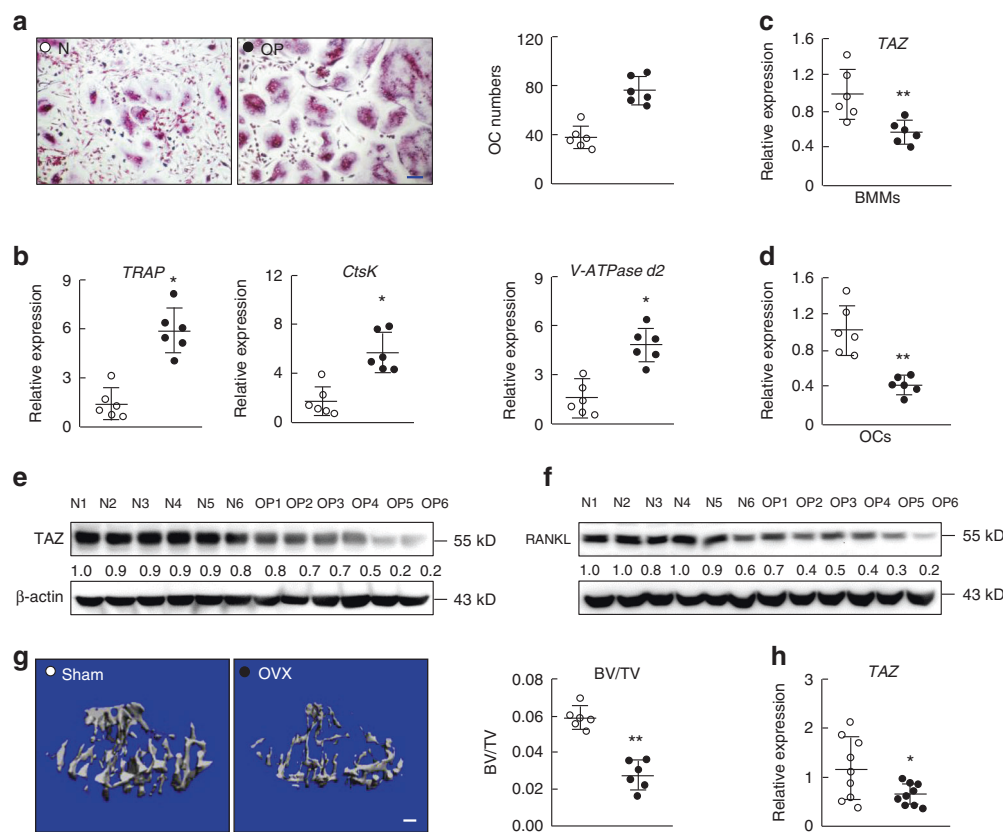 a
N
OP
OC numbers
120
80
40
0
c
TAZ
Relative expression
1.6
1.2
0.8
0.4
0
**
BMMs
b
TRAP
Relative expression
9
6
3
0
*
CtsK
Relative expression
12
8
4
0
*
V-ATPase d2
Relative expression
9
6
3
0
*
d
Relative expression
1.6
1.2
0.8
0.4
0
**
OCs
e
N1 N2 N3 N4 N5 N6 OP1 OP2 OP3 OP4 OP5 OP6
TAZ
55 kD
1.0 0.9 0.9 0.9 0.9 0.8 0.8 0.7 0.7 0.5 0.2 0.2
β-actin
43 kD
f
N1 N2 N3 N4 N5 N6 OP1 OP2 OP3 OP4 OP5 OP6
RANKL
55 kD
1.0 1.0 0.8 1.0 0.9 0.6 0.7 0.4 0.5 0.4 0.3 0.2
43 kD
g
Sham
OVX
BV/TV
BV/TV
0.06
0.04
0.02
0.00
**
h
TAZ
Relative expression
3
2
1
0
*